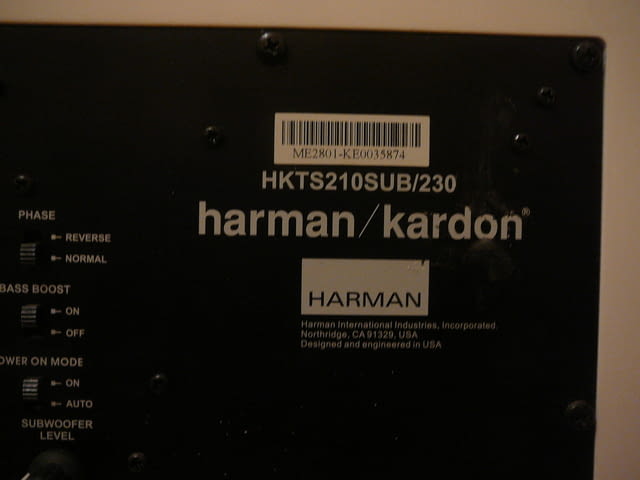 ME2801-KE0035874
HKTS210SUB/230
harman/kardon®
HARMAN
Harman International Industries, Incorporated.
Northridge, CA 91329, USA
Designed and engineered in USA
PHASE
REVERSE
NORMAL
BASS BOOST
ON
OFF
OWER ON MODE
ON
AUTO
SUBWOOFER
LEVEL